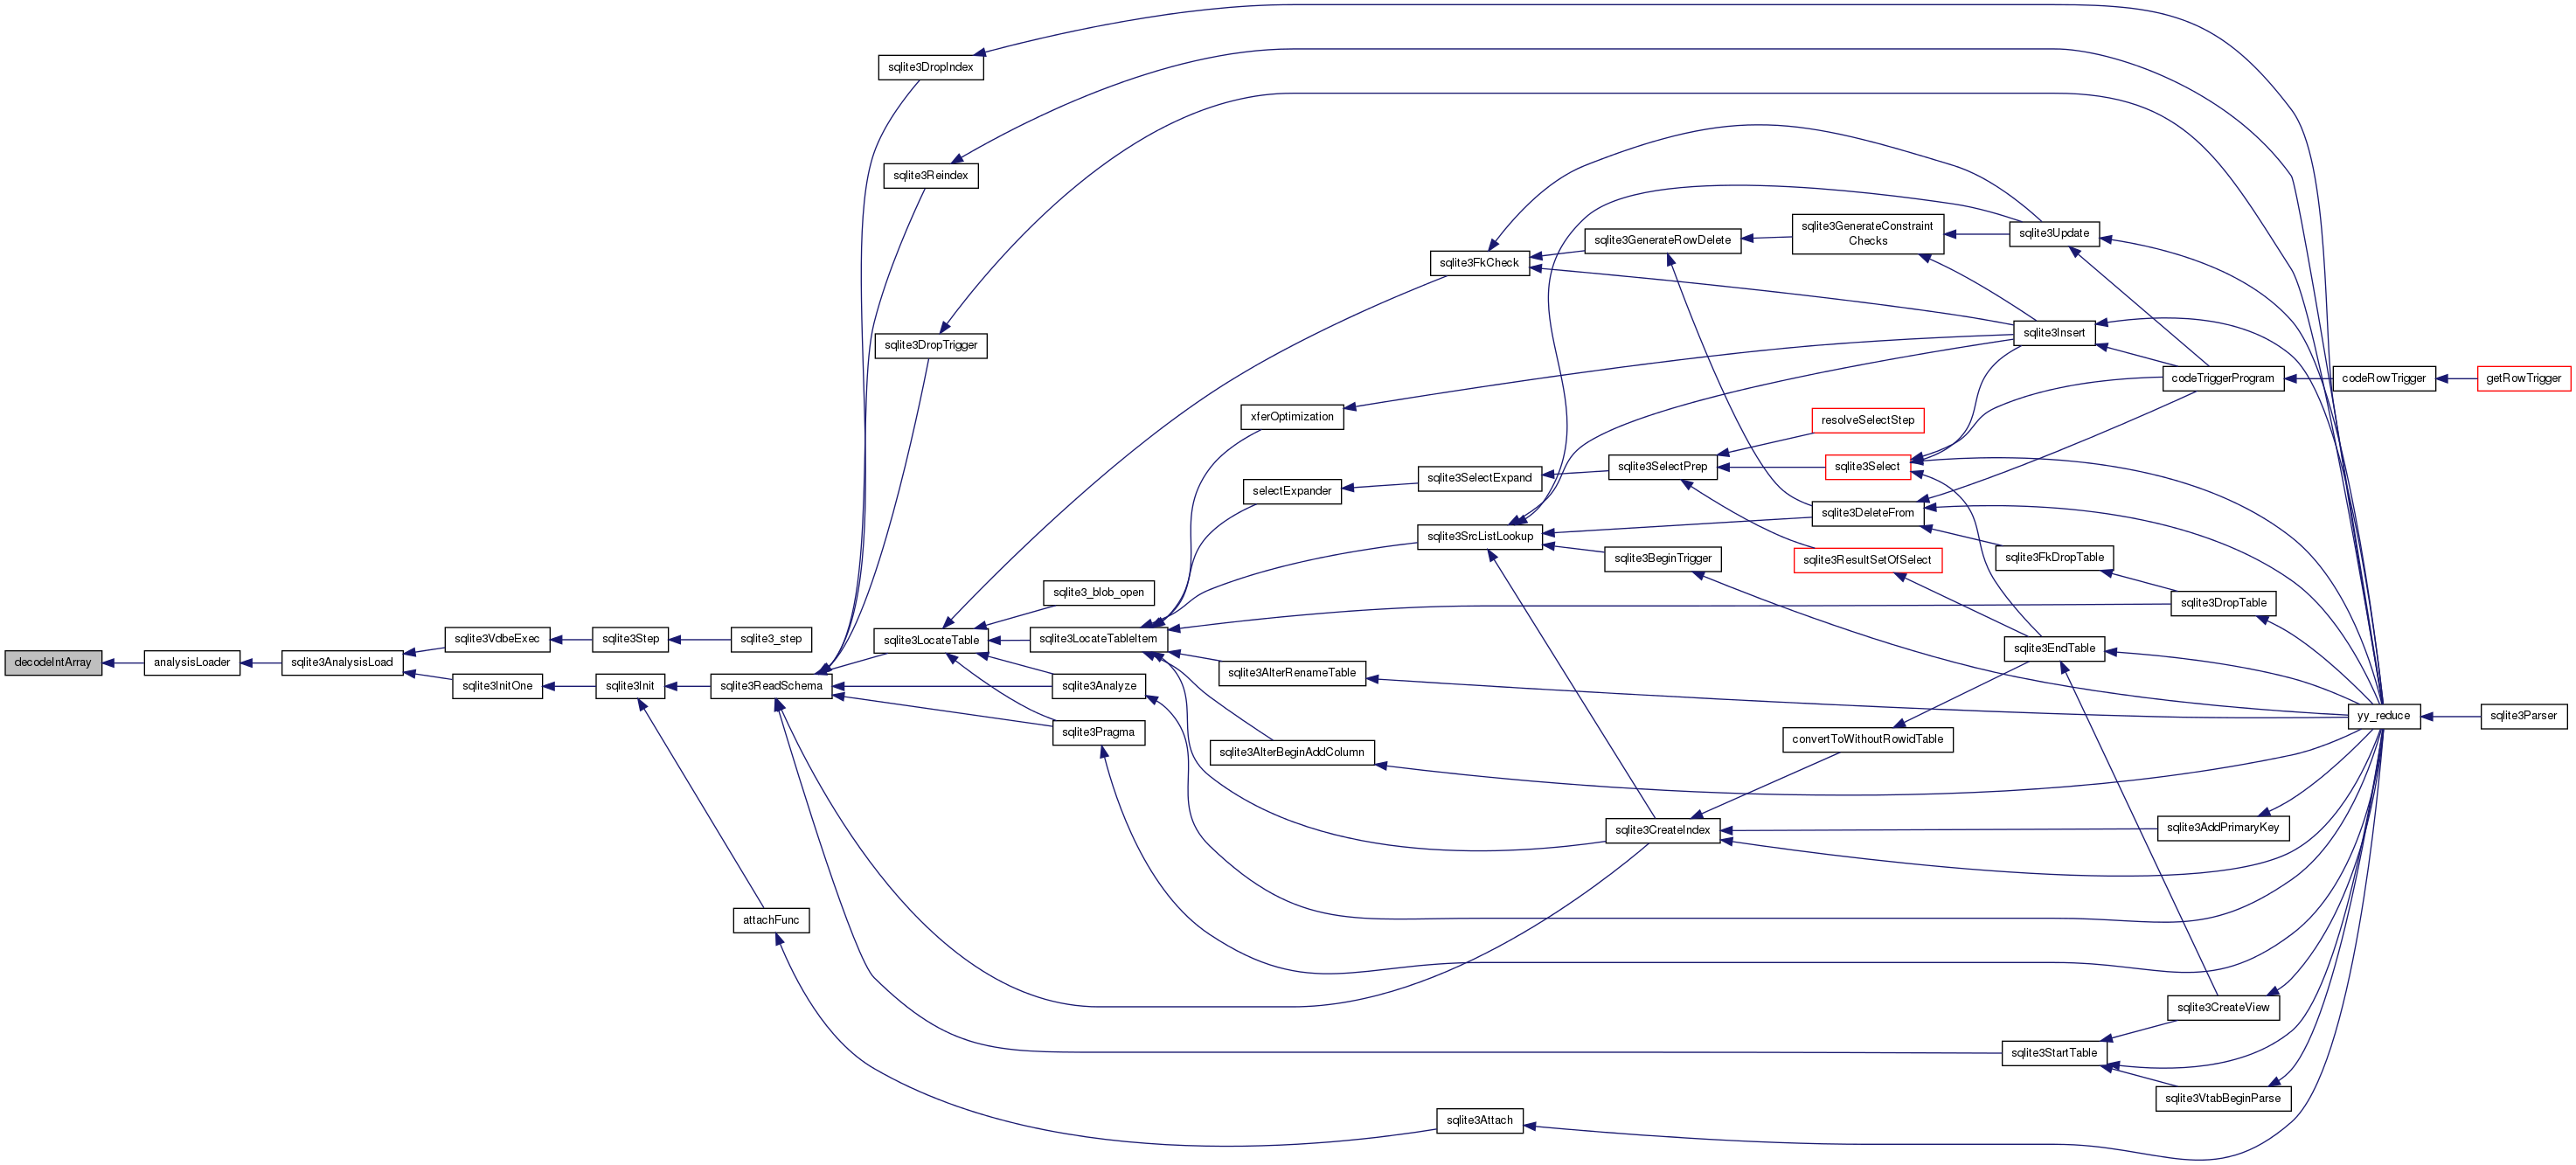 decodeIntArray
analysisLoader
sqlite3AnalysisLoad
sqlite3VdbeExec
sqlite3InitOne
sqlite3Step
sqlite3Init
sqlite3_step
sqlite3ReadSchema
attachFunc
sqlite3DropIndex
sqlite3Reindex
sqlite3DropTrigger
sqlite3LocateTable
sqlite3_blob_open
sqlite3LocateTableItem
sqlite3Analyze
sqlite3Pragma
xferOptimization
selectExpander
sqlite3AlterRenameTable
sqlite3AlterBeginAddColumn
sqlite3FkCheck
sqlite3SelectExpand
sqlite3SrcListLookup
sqlite3Attach
sqlite3GenerateRowDelete
sqlite3SelectPrep
sqlite3BeginTrigger
sqlite3CreateIndex
sqlite3GenerateConstraint
Checks
resolveSelectStep
sqlite3Select
sqlite3DeleteFrom
sqlite3ResultSetOfSelect
convertToWithoutRowidTable
sqlite3Update
sqlite3Insert
sqlite3FkDropTable
sqlite3EndTable
sqlite3StartTable
codeTriggerProgram
sqlite3DropTable
sqlite3AddPrimaryKey
sqlite3CreateView
sqlite3VtabBeginParse
codeRowTrigger
yy_reduce
getRowTrigger
sqlite3Parser